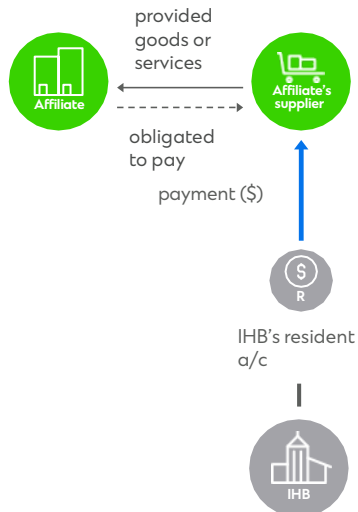 provided
goods or
services
Affiliate
Affiliate's
supplier
obligated
to pay
payment ($)
$
R
IHB's resident
a/c
IHB